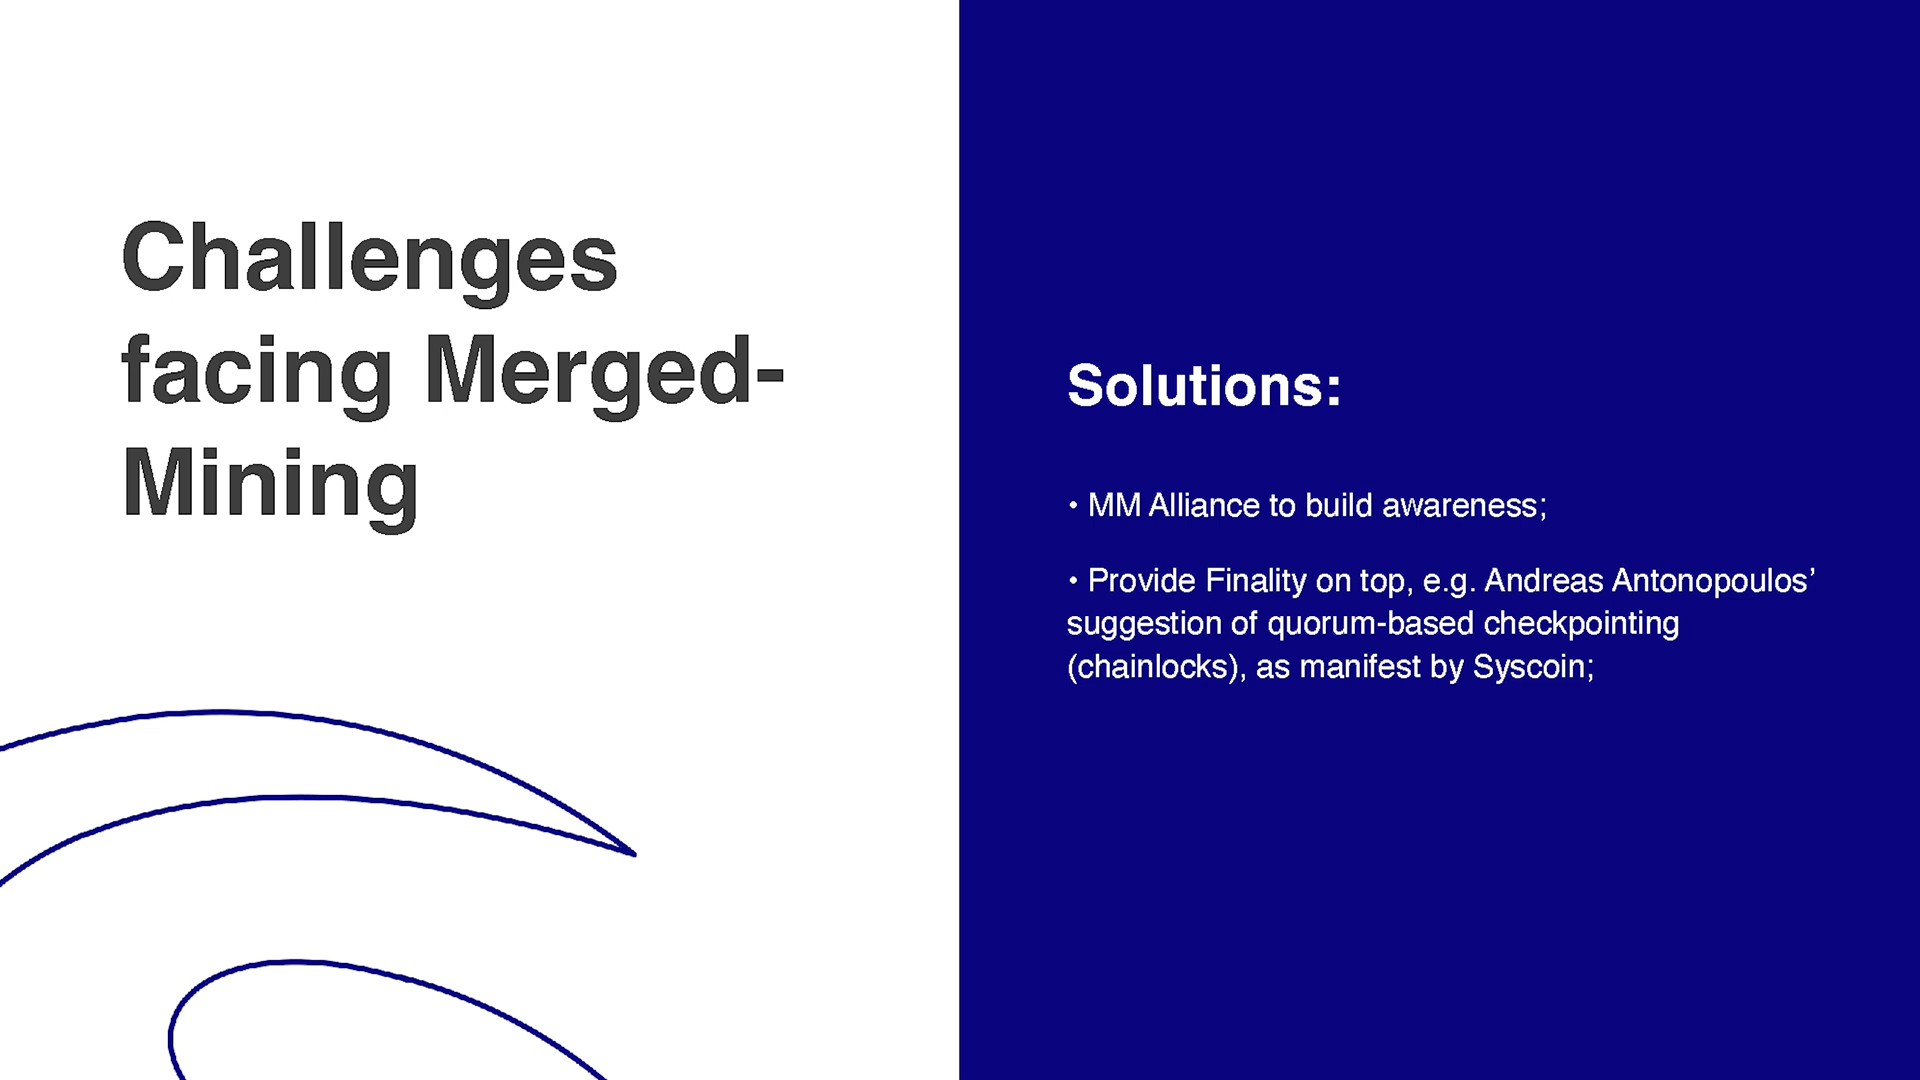 Challenges
facing Merged-
Mining
Solutions:
• MM Alliance to build awareness;
• Provide Finality on top, e.g. Andreas Antonopoulos’
suggestion of quorum-based checkpointing
(chainlocks), as manifest by Syscoin;